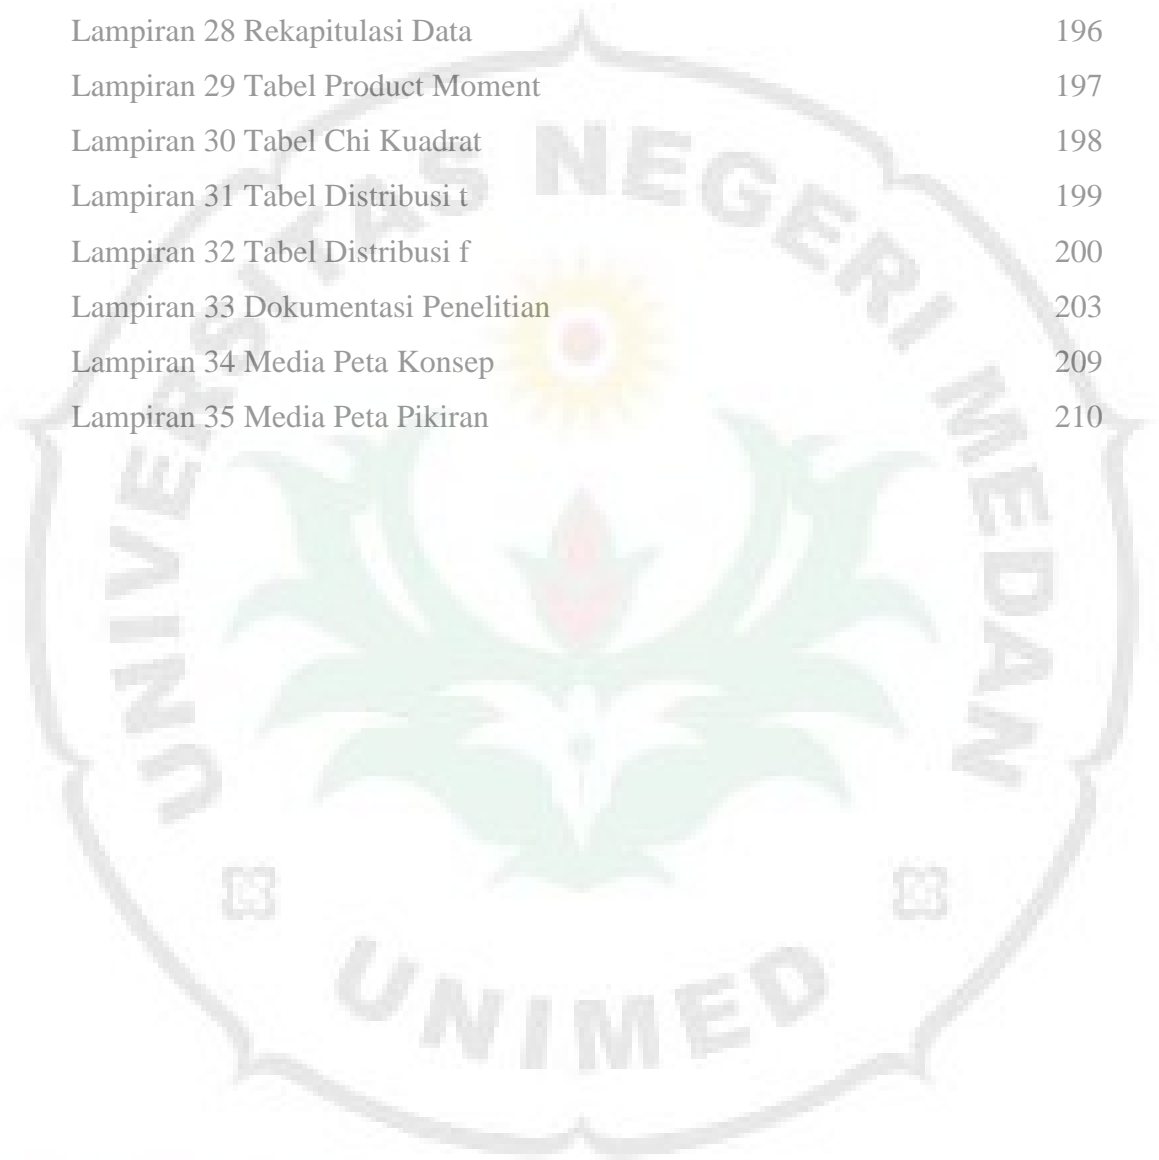 Lampiran 28 Rekapitulasi Data 196
Lampiran 29 Tabel Product Moment 197
Lampiran 30 Tabel Chi Kuadrat 198
Lampiran 31 Tabel Distribusi t 199
Lampiran 32 Tabel Distribusi f 200
Lampiran 33 Dokumentasi Penelitian 203
Lampiran 34 Media Peta Konsep 209
Lampiran 35 Media Peta Pikiran 210
UNIVERSITAS NEGERI MEDAN
UNIMED